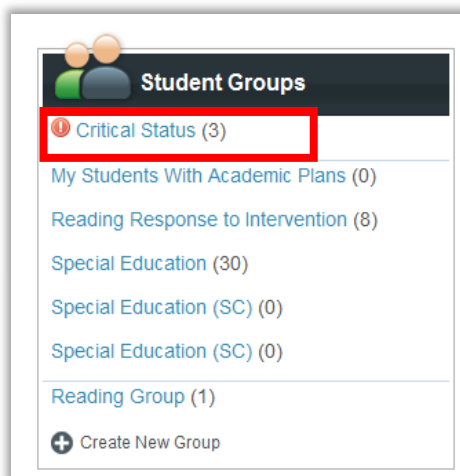 Student Groups
Critical Status (3)
My Students With Academic Plans (0)
Reading Response to Intervention (8)
Special Education (30)
Special Education (SC) (0)
Special Education (SC) (0)
Reading Group (1)
Create New Group